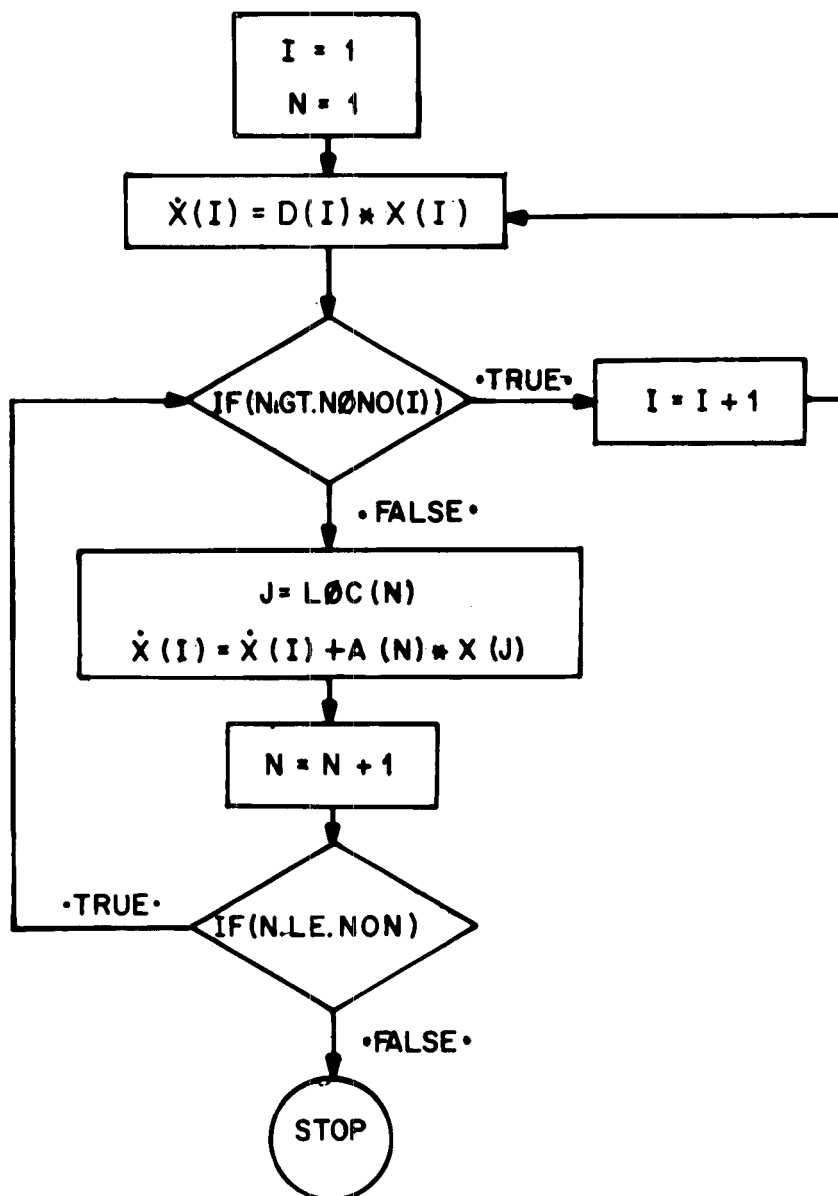 I = 1
N = 1
Ẋ(I) = D(I) * X(I)
IF(N.GT.NØNO(I))
·TRUE·
I = I + 1
·FALSE·
J = LØC(N)
Ẋ(I) = Ẋ(I) + A(N) * X(J)
N = N + 1
·TRUE·
IF(N.LE.NON)
·FALSE·
STOP